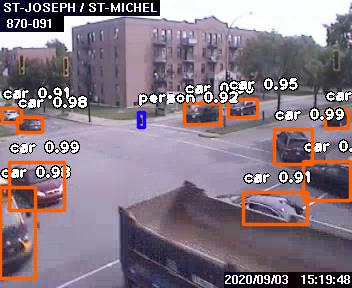 ST-JOSEPH / ST-MICHEL
870-091
car 0.91
car 0.98
person 0.92
car 0.95
car 0.99
car 0.99
car 0.93
car 0.91
2020/09/03 15:19:48